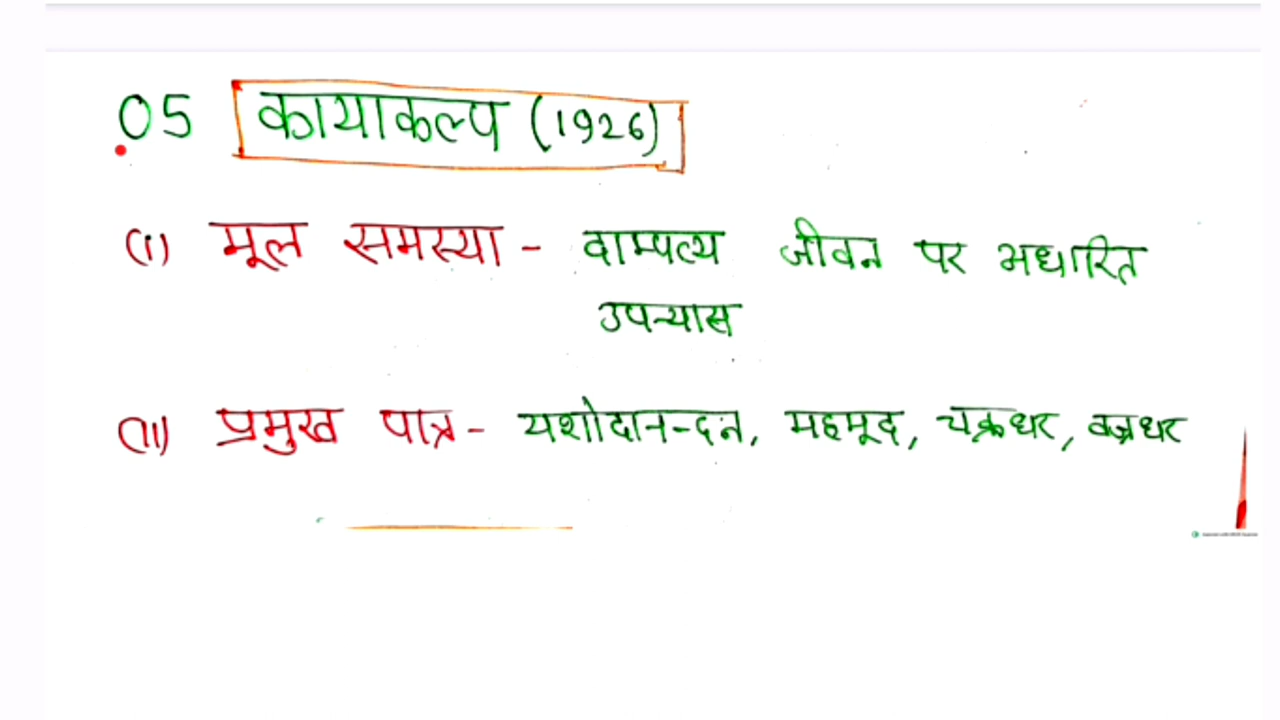 05 कायाकल्प (1926)
(i) मूल समस्या - दाम्पत्य जीवन पर अधारित
उपन्यास
(ii) प्रमुख पात्र - यशोदानन्दन, महमूद, चक्रधर, वज्रधर